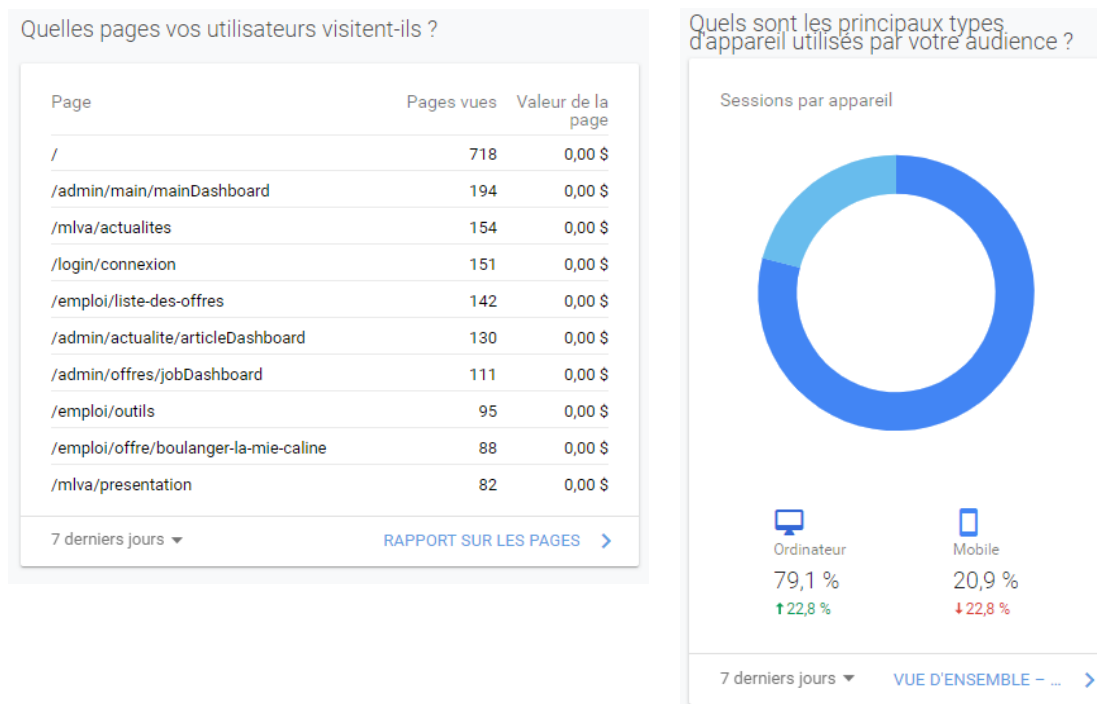 Quelles pages vos utilisateurs visitent-ils ?
Page Pages vues Valeur de la
page
/ 718 0,00 $
/admin/main/mainDashboard 194 0,00 $
/mlva/actualites 154 0,00 $
/login/connexion 151 0,00 $
/emploi/liste-des-offres 142 0,00 $
/admin/actualite/articleDashboard 130 0,00 $
/admin/offres/jobDashboard 111 0,00 $
/emploi/outils 95 0,00 $
/emploi/offre/boulanger-la-mie-caline 88 0,00 $
/mlva/presentation 82 0,00 $
7 derniers jours RAPPORT SUR LES PAGES
Quels sont les principaux types
d'appareil utilisés par votre audience ?
Sessions par appareil
Ordinateur Mobile
79,1 % 20,9 %
22,8 % 22,8 %
7 derniers jours VUE D'ENSEMBLE – ...